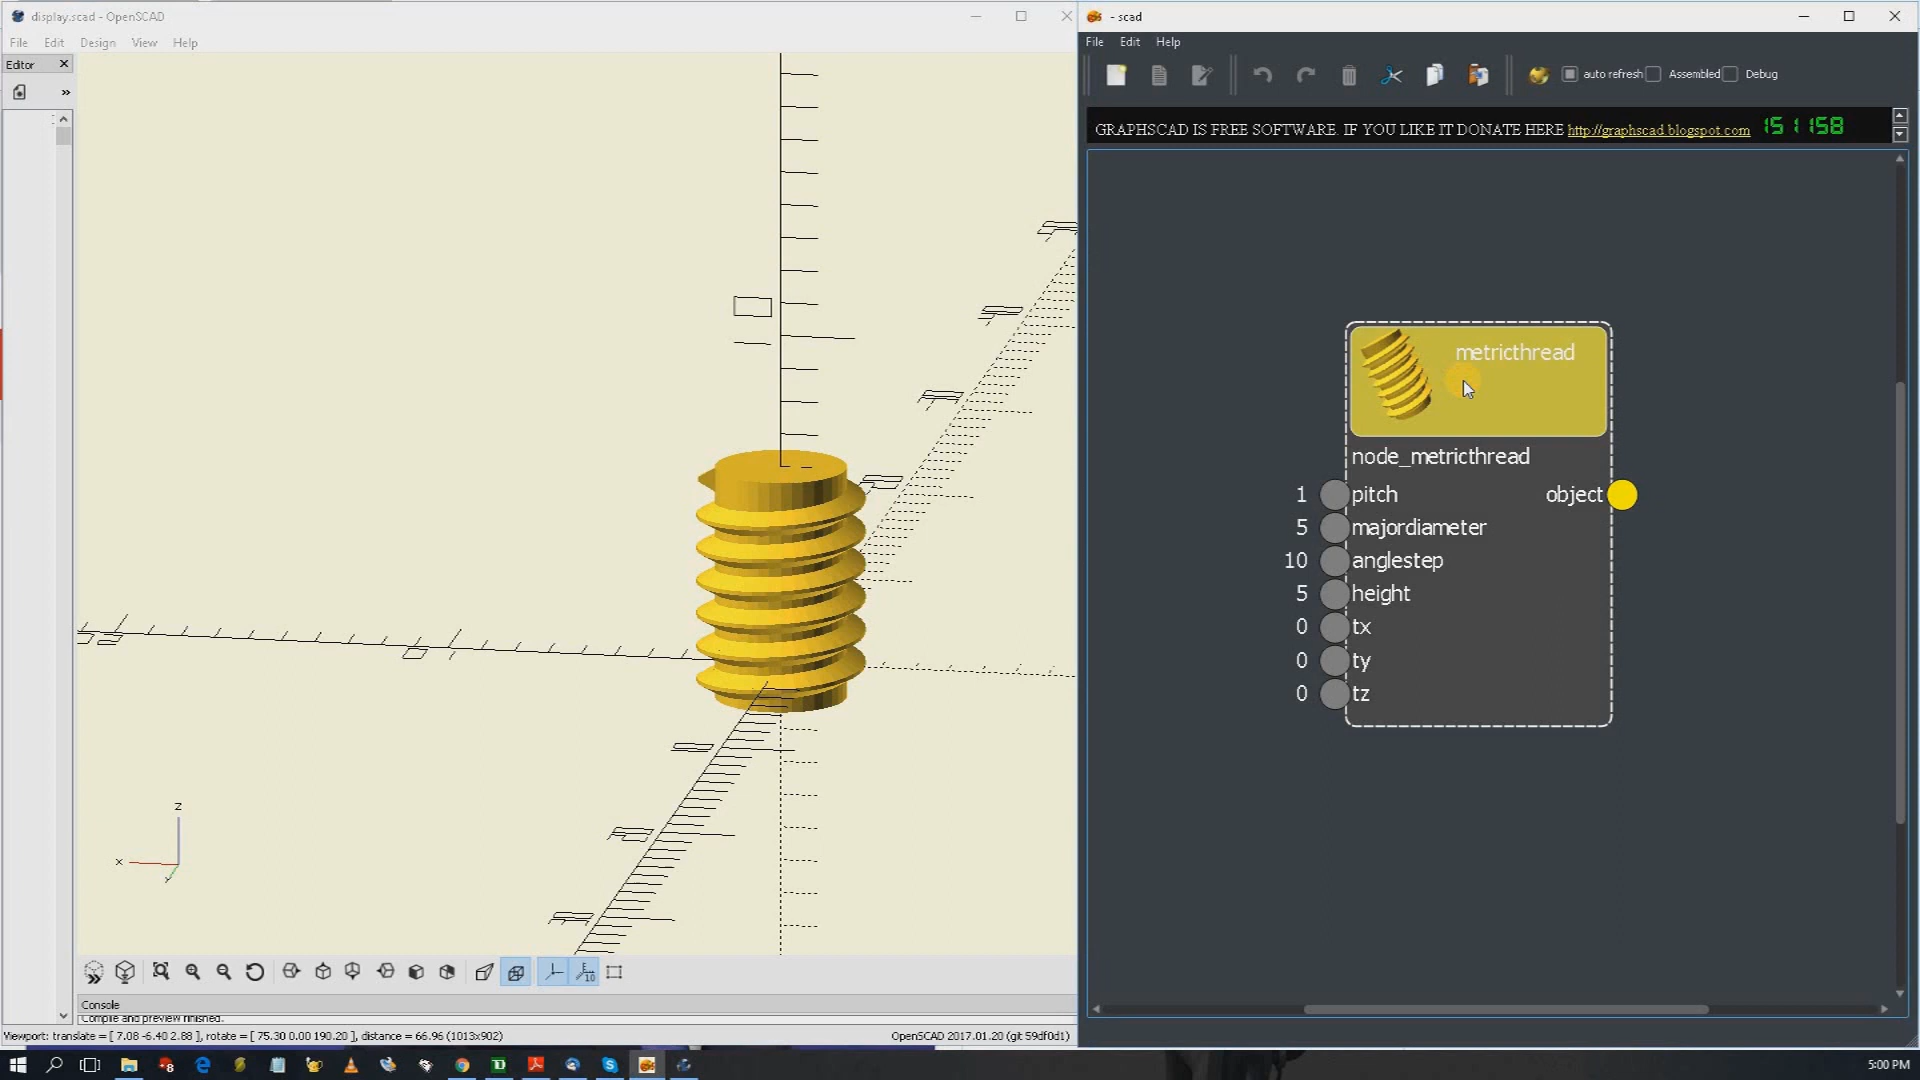 display.scad - OpenSCAD
File Edit Design View Help
Editor
»
z
x
y
Console
Compile and preview finished.
Viewport: translate = [ 7.08 -6.40 2.88 ], rotate = [ 75.30 0.00 190.20 ], distance = 66.96 (1013x902)
OpenSCAD 2017.01.20 (git 59df0d1)
- scad
File Edit Help
auto refresh Assembled Debug
GRAPHSCAD IS FREE SOFTWARE. IF YOU LIKE IT DONATE HERE http://graphscad.blogspot.com 151158
metricthread
node_metricthread
1 pitch object
5 majordiameter
10 anglestep
5 height
0 tx
0 ty
0 tz
5:00 PM